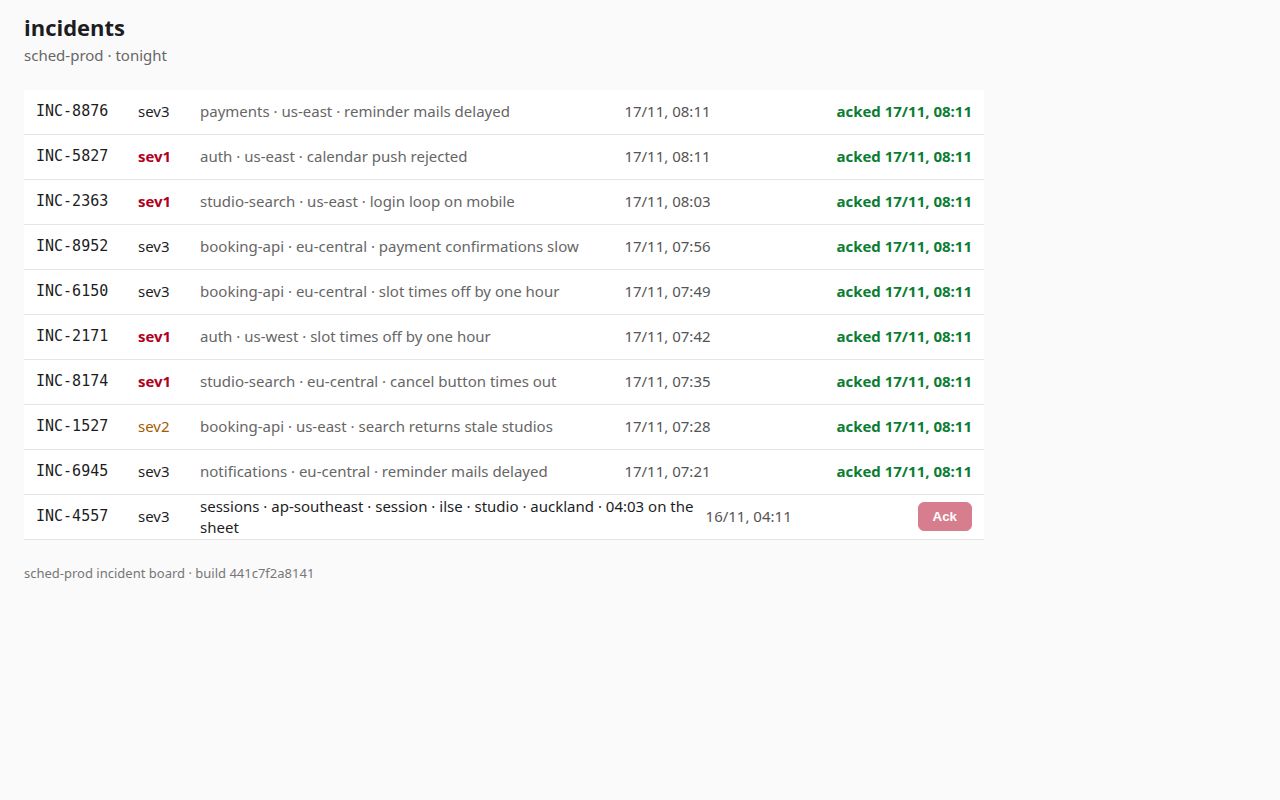 incidents
sched-prod · tonight
INC-8876 sev3 payments · us-east · reminder mails delayed 17/11, 08:11 acked 17/11, 08:11
INC-5827 sev1 auth · us-east · calendar push rejected 17/11, 08:11 acked 17/11, 08:11
INC-2363 sev1 studio-search · us-east · login loop on mobile 17/11, 08:03 acked 17/11, 08:11
INC-8952 sev3 booking-api · eu-central · payment confirmations slow 17/11, 07:56 acked 17/11, 08:11
INC-6150 sev3 booking-api · eu-central · slot times off by one hour 17/11, 07:49 acked 17/11, 08:11
INC-2171 sev1 auth · us-west · slot times off by one hour 17/11, 07:42 acked 17/11, 08:11
INC-8174 sev1 studio-search · eu-central · cancel button times out 17/11, 07:35 acked 17/11, 08:11
INC-1527 sev2 booking-api · us-east · search returns stale studios 17/11, 07:28 acked 17/11, 08:11
INC-6945 sev3 notifications · eu-central · reminder mails delayed 17/11, 07:21 acked 17/11, 08:11
INC-4557 sev3 sessions · ap-southeast · session · ilse · studio · auckland · 04:03 on the 16/11, 04:11 Ack
sheet
sched-prod incident board · build 441c7f2a8141